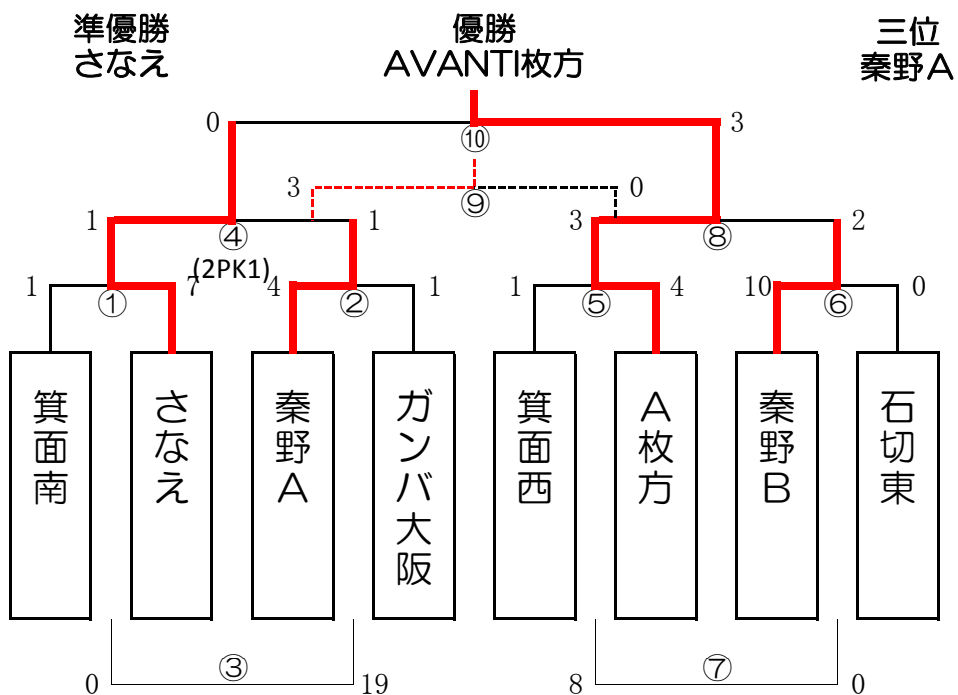 準優勝 優勝 三位
さなえ AVANTI枚方 秦野A
0 ⑩ 3
3 ⑨ 0
1 ④ 1 3 ⑧ 2
(2PK1)
1 ① 7 4 ② 1 1 ⑤ 4 10 ⑥ 0
箕面南
さなえ
秦野A
ガンバ大阪
箕面西
A枚方
秦野B
石切東
0 ③ 19 8 ⑦ 0